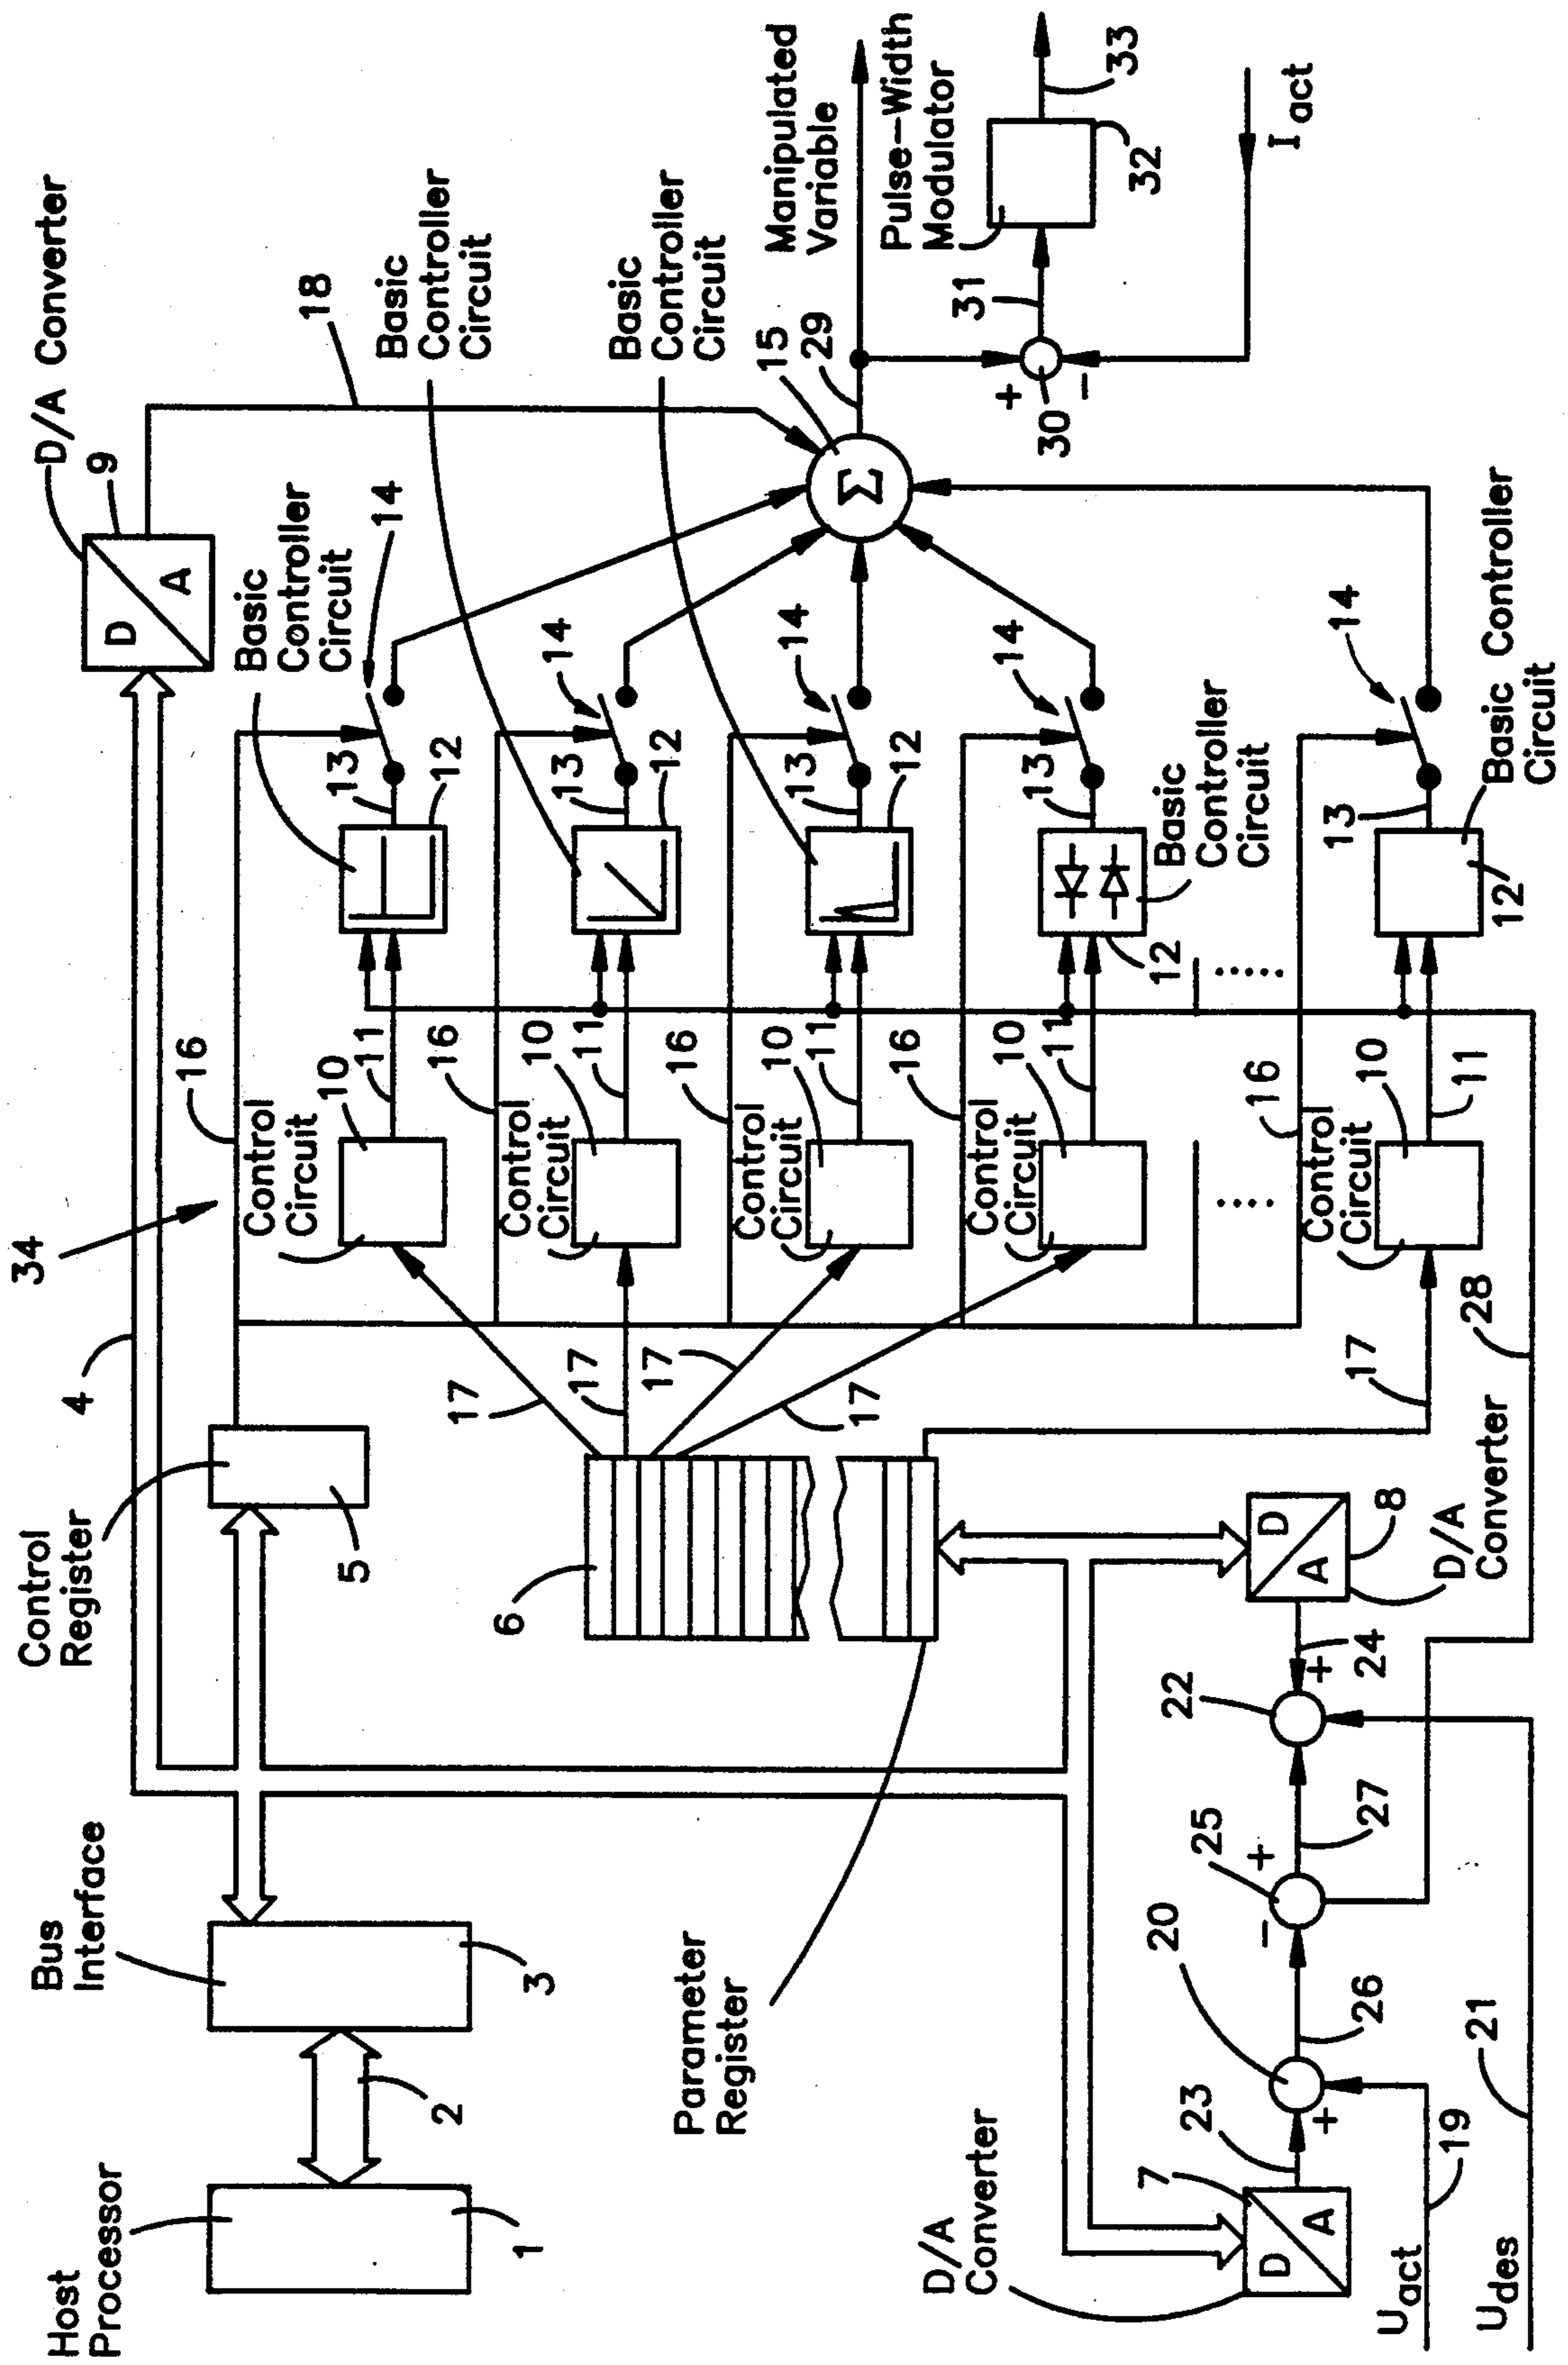 Host
Processor
1
2
Bus
Interface
3
Control
Register
5
4
34
16
D/A Converter
D
A
9
18
Control
Circuit
10
11
13
12
Basic
Controller
Circuit
14
Basic
Controller
Circuit
Basic
Controller
Circuit
6
17
17
17
17
16
Control
Circuit
10
11
13
12
14
16
Control
Circuit
10
11
13
12
14
16
Control
Circuit
10
11
13
12
14
Basic
Controller
Circuit
16
Control
Circuit
10
11
13
12
14
Basic Controller
Circuit
17
28
Σ
15
29
Manipulated
Variable
Pulse-Width
Modulator
+
-
30
31
32
33
I act
Parameter
Register
D/A
Converter
7
D
A
23
+
20
26
-
25
+
27
22
+
24
D
A
8
D/A
Converter
U act
19
U des
21